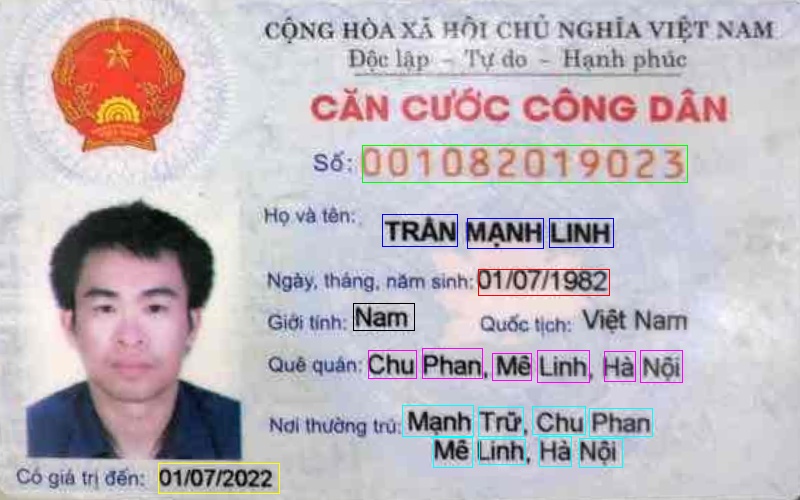 CỘNG HÒA XÃ HỘI CHỦ NGHĨA VIỆT NAM
Độc lập - Tự do - Hạnh phúc
CĂN CƯỚC CÔNG DÂN
Số: 001082019023
Họ và tên:
TRẦN MẠNH LINH
Ngày, tháng, năm sinh: 01/07/1982
Giới tính: Nam Quốc tịch: Việt Nam
Quê quán: Chu Phan, Mê Linh, Hà Nội
Nơi thường trú: Mạnh Trữ, Chu Phan
Mê Linh, Hà Nội
Có giá trị đến: 01/07/2022